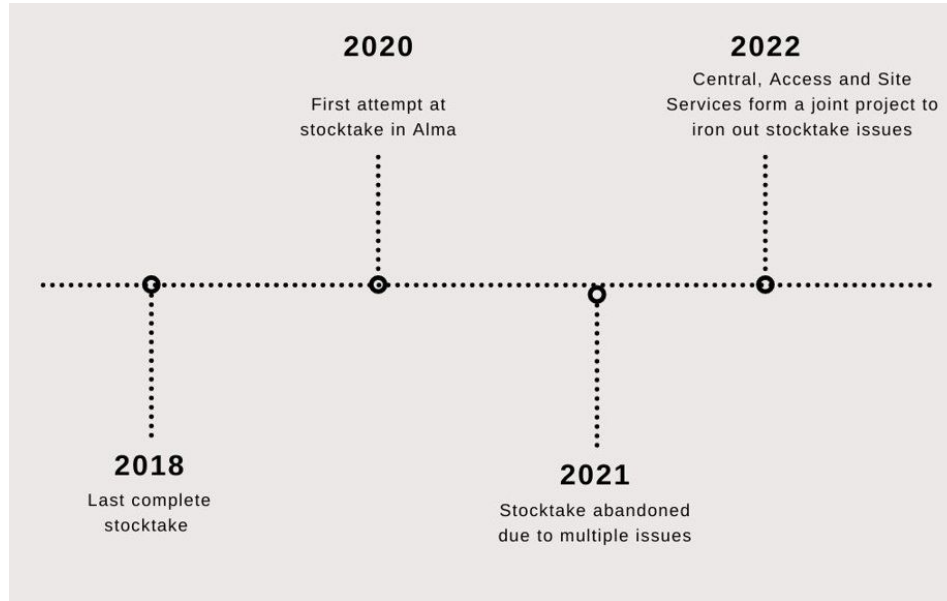 2020
First attempt at
stocktake in Alma
2022
Central, Access and Site
Services form a joint project to
iron out stocktake issues
2018
Last complete
stocktake
2021
Stocktake abandoned
due to multiple issues